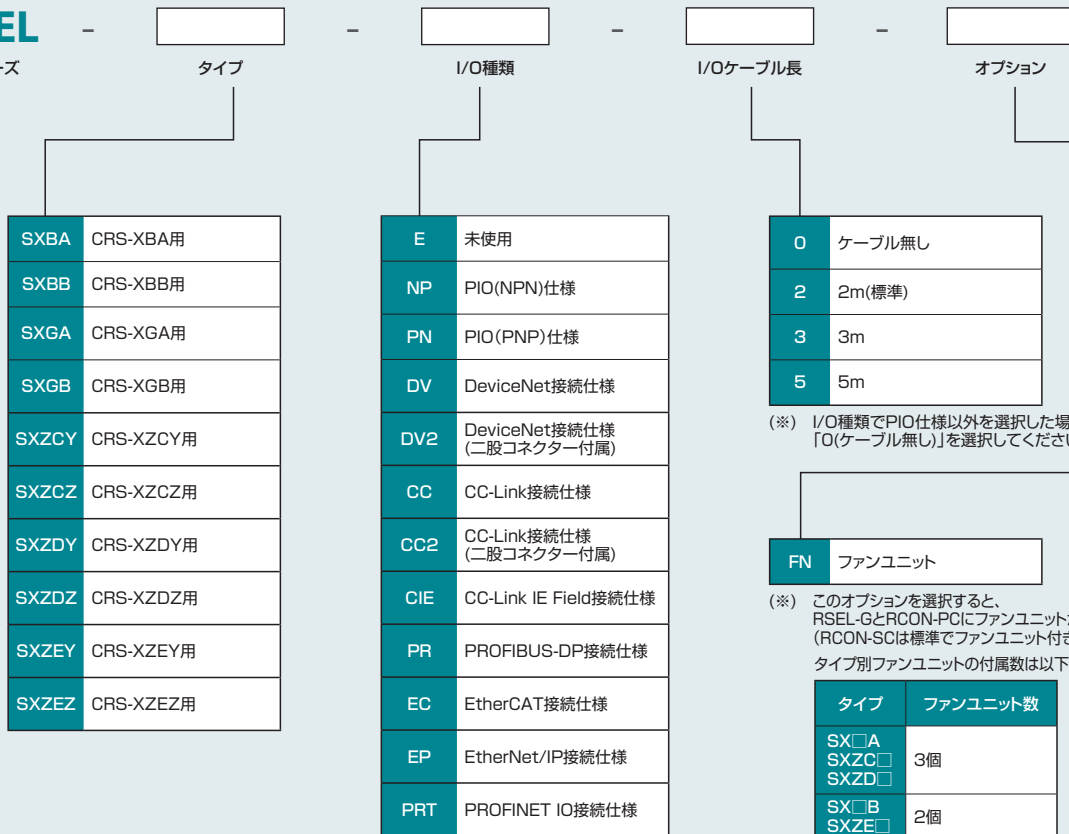 EL - - - -
ーズ タイプ I/O種類 I/Oケーブル長 オプション
SXBA CRS-XBA用
SXBB CRS-XBB用
SXGA CRS-XGA用
SXGB CRS-XGB用
SXZCY CRS-XZCY用
SXZCZ CRS-XZCZ用
SXZDY CRS-XZDY用
SXZDZ CRS-XZDZ用
SXZEY CRS-XZEY用
SXZEZ CRS-XZEZ用
E 未使用
NP PIO(NPN)仕様
PN PIO(PNP)仕様
DV DeviceNet接続仕様
DV2 DeviceNet接続仕様
(二股コネクター付属)
CC CC-Link接続仕様
CC2 CC-Link接続仕様
(二股コネクター付属)
CIE CC-Link IE Field接続仕様
PR PROFIBUS-DP接続仕様
EC EtherCAT接続仕様
EP EtherNet/IP接続仕様
PRT PROFINET IO接続仕様
0 ケーブル無し
2 2m(標準)
3 3m
5 5m
(※) I/O種類でPIO仕様以外を選択した場
「0(ケーブル無し)」を選択してくださ
FN ファンユニット
(※) このオプションを選択すると、
RSEL-GとRCON-PCにファンユニット
(RCON-SCは標準でファンユニット付
タイプ別ファンユニットの付属数は以下
タイプ ファンユニット数
SX□A
SXZC□ 3個
SXZD□
SX□B
SXZE□ 2個